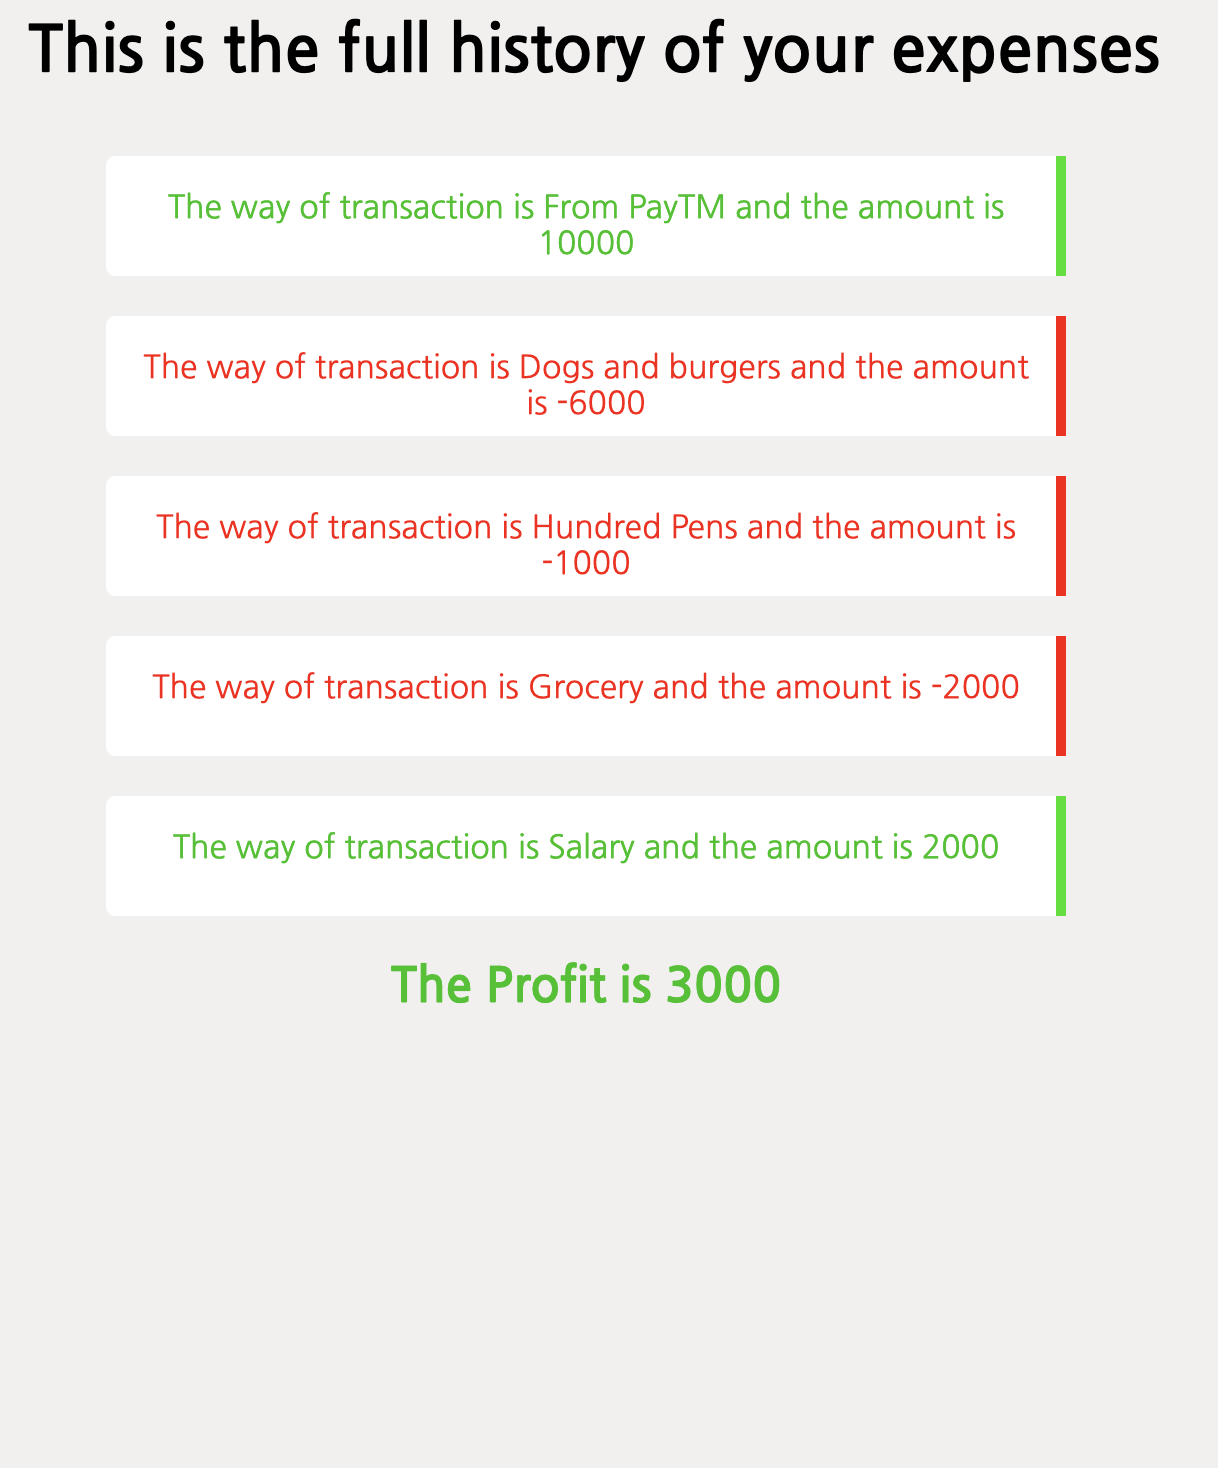 This is the full history of your expenses
The way of transaction is From PayTM and the amount is
10000
The way of transaction is Dogs and burgers and the amount
is -6000
The way of transaction is Hundred Pens and the amount is
-1000
The way of transaction is Grocery and the amount is -2000
The way of transaction is Salary and the amount is 2000
The Profit is 3000